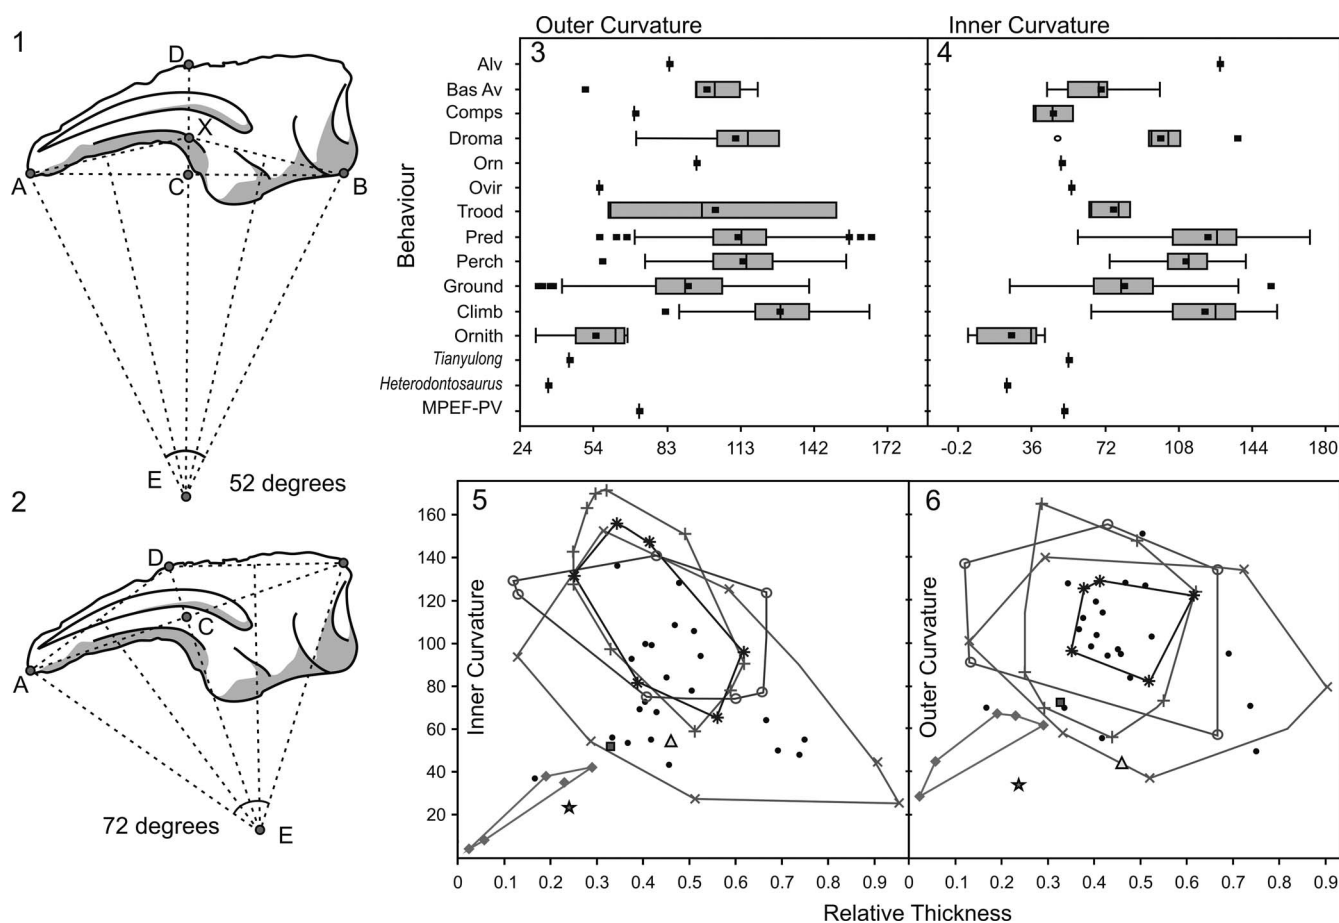 1
D
X
A
C
B
E
52 degrees
2
D
C
A
E
72 degrees
Outer Curvature
Inner Curvature
3
4
Behaviour
Alv
Bas Av
Comps
Droma
Orn
Ovir
Trood
Pred
Perch
Ground
Climb
Ornith
Tianyulong
Heterodontosaurus
MPEF-PV
24 54 83 113 142 172
-0.2 36 72 108 144 180
5
Inner Curvature
160
140
120
100
80
60
40
20
0 0.1 0.2 0.3 0.4 0.5 0.6 0.7 0.8 0.9
6
Outer Curvature
0 0.1 0.2 0.3 0.4 0.5 0.6 0.7 0.8 0.9
Relative Thickness